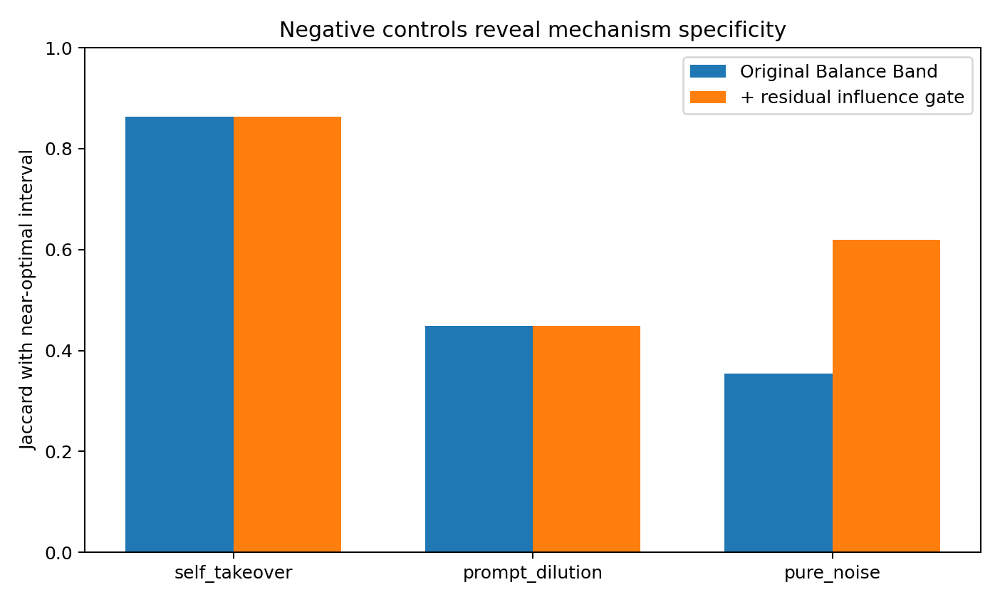 Negative controls reveal mechanism specificity
Original Balance Band
+ residual influence gate
Jaccard with near-optimal interval
1.0
0.8
0.6
0.4
0.2
0.0
self_takeover
prompt_dilution
pure_noise